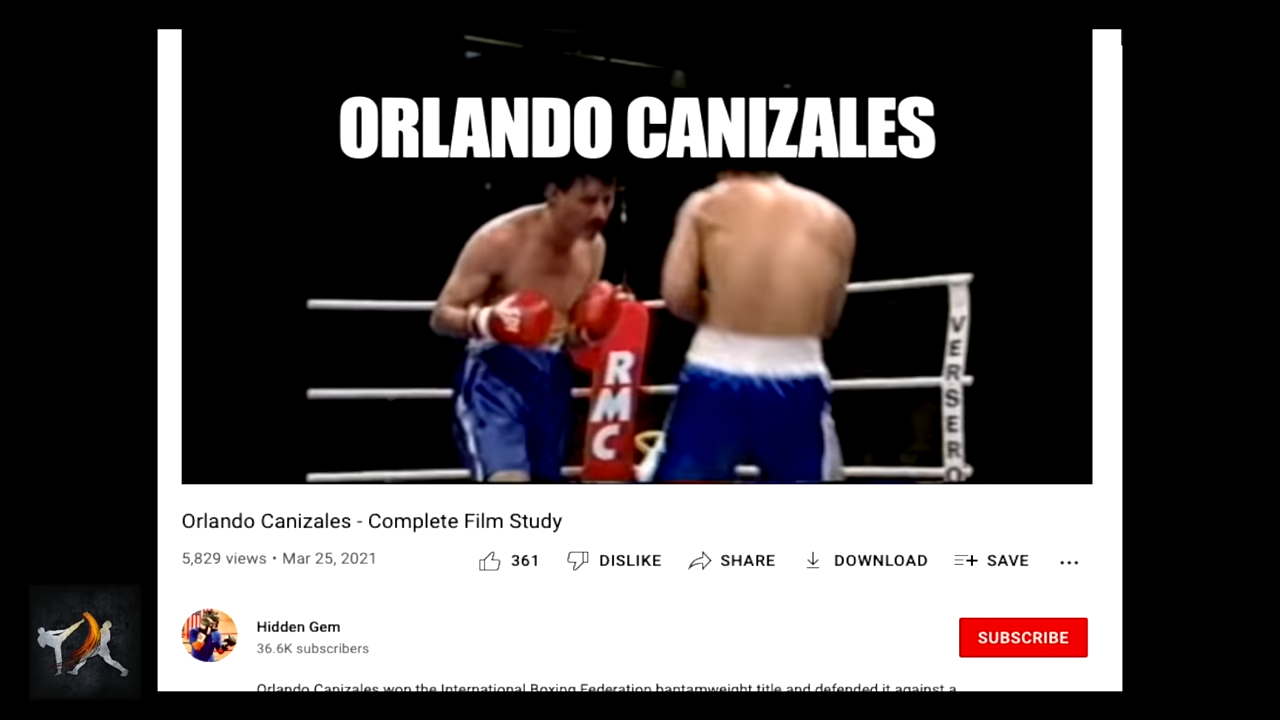 ORLANDO CANIZALES
RMC
VERSERO
Orlando Canizales - Complete Film Study
5,829 views • Mar 25, 2021
361
DISLIKE
SHARE
DOWNLOAD
SAVE
Hidden Gem
36.6K subscribers
SUBSCRIBE
Orlando Canizales won the International Boxing Federation bantamweight title and defended it against a